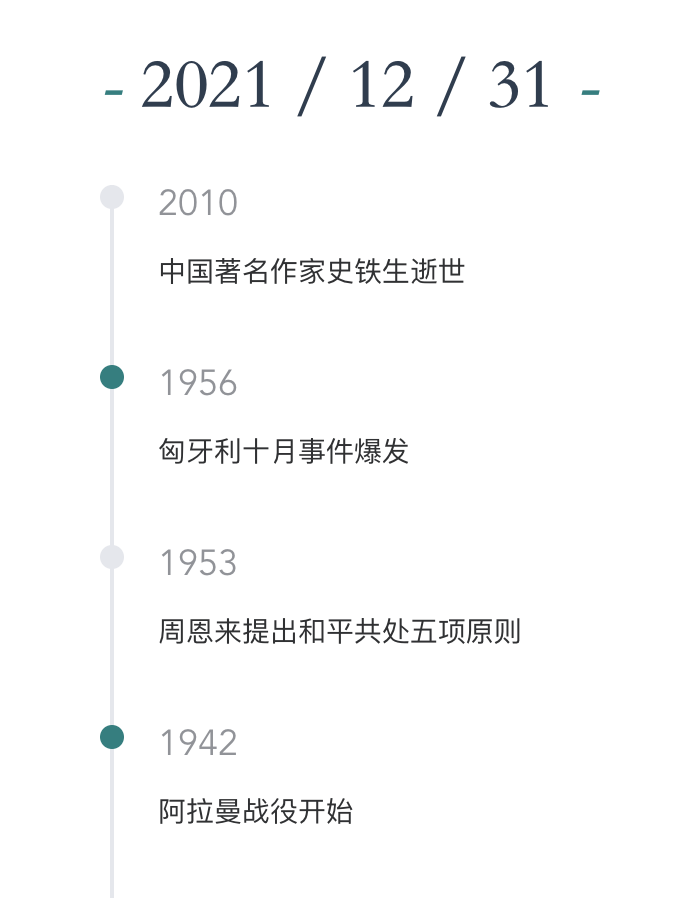 - 2021 / 12 / 31 -
2010
中国著名作家史铁生逝世
1956
匈牙利十月事件爆发
1953
周恩来提出和平共处五项原则
1942
阿拉曼战役开始